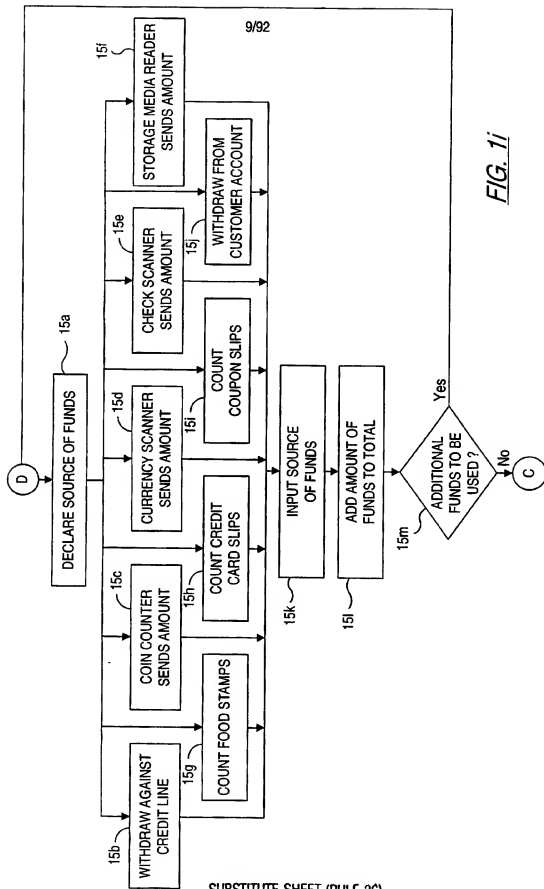 9/92
D
15a
DECLARE SOURCE OF FUNDS
15b
WITHDRAW AGAINST
CREDIT LINE
15c
COIN COUNTER
SENDS AMOUNT
15d
CURRENCY SCANNER
SENDS AMOUNT
15e
CHECK SCANNER
SENDS AMOUNT
15f
STORAGE MEDIA READER
SENDS AMOUNT
15g
COUNT FOOD STAMPS
15h
COUNT CREDIT
CARD SLIPS
15i
COUNT
COUPON SLIPS
15j
WITHDRAW FROM
CUSTOMER ACCOUNT
15k
INPUT SOURCE
OF FUNDS
15l
ADD AMOUNT OF
FUNDS TO TOTAL
15m
ADDITIONAL
FUNDS TO BE
USED ?
Yes
No
C
FIG. 1i
SUBSTITUTE SHEET (RULE 26)